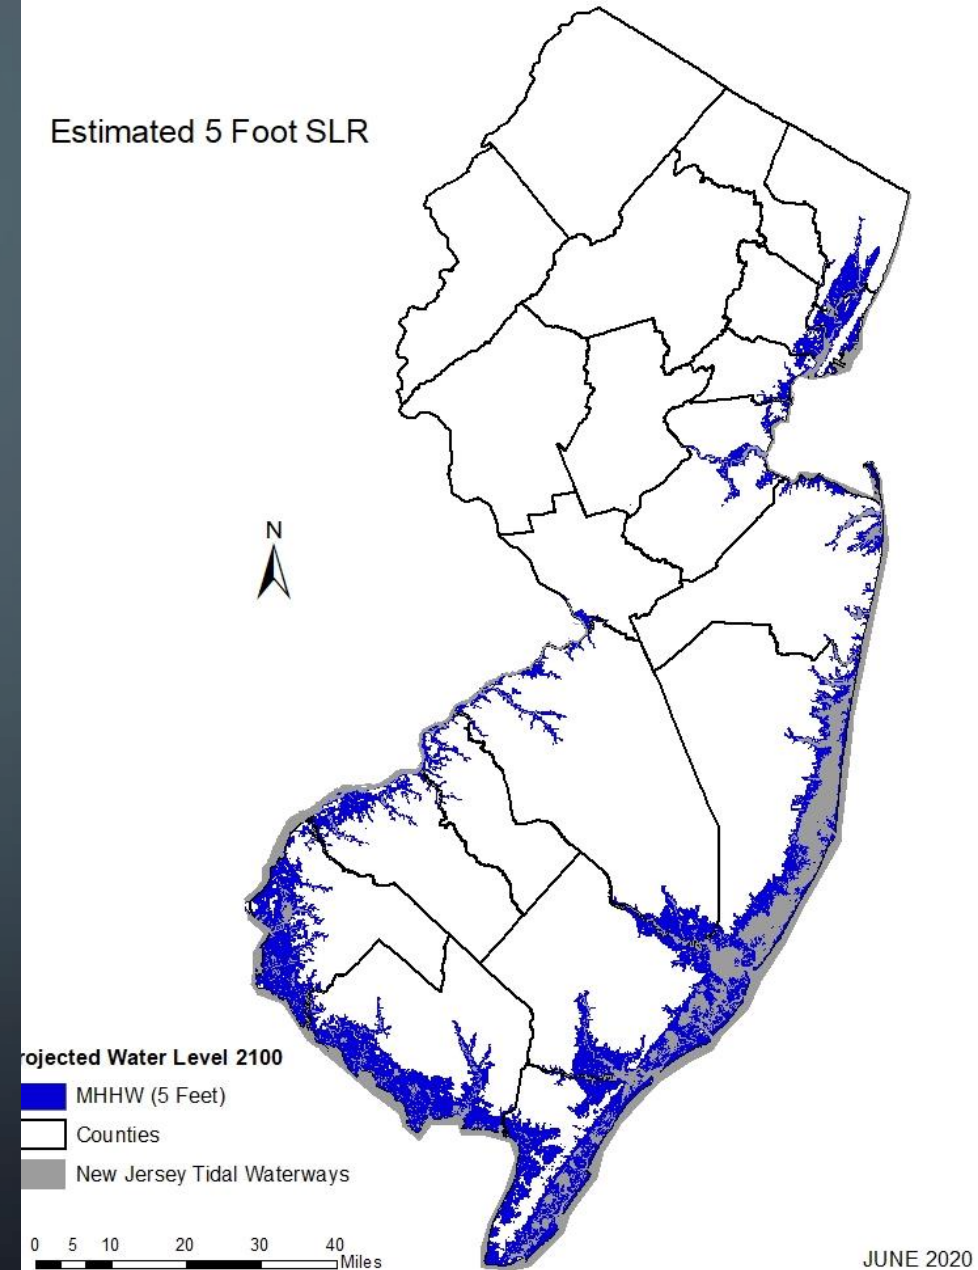 Estimated 5 Foot SLR
N
rojected Water Level 2100
MHHW (5 Feet)
Counties
New Jersey Tidal Waterways
0 5 10 20 30 40
Miles
JUNE 2020